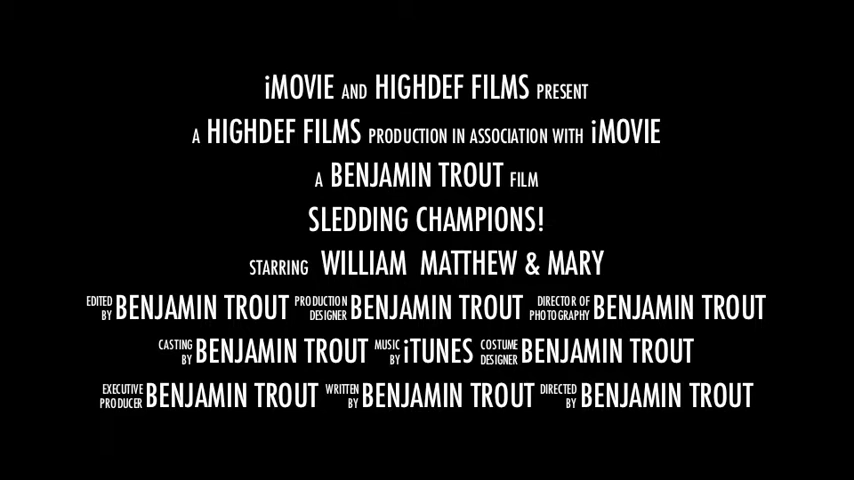 iMOVIE AND HIGHDEF FILMS PRESENT
A HIGHDEF FILMS PRODUCTION IN ASSOCIATION WITH iMOVIE
A BENJAMIN TROUT FILM
SLEDDING CHAMPIONS!
STARRING WILLIAM MATTHEW & MARY
EDITED BY BENJAMIN TROUT PRODUCTION DESIGNER BENJAMIN TROUT DIRECTOR OF PHOTOGRAPHY BENJAMIN TROUT
CASTING BY BENJAMIN TROUT MUSIC BY iTUNES COSTUME DESIGNER BENJAMIN TROUT
EXECUTIVE PRODUCER BENJAMIN TROUT WRITTEN BY BENJAMIN TROUT DIRECTED BY BENJAMIN TROUT